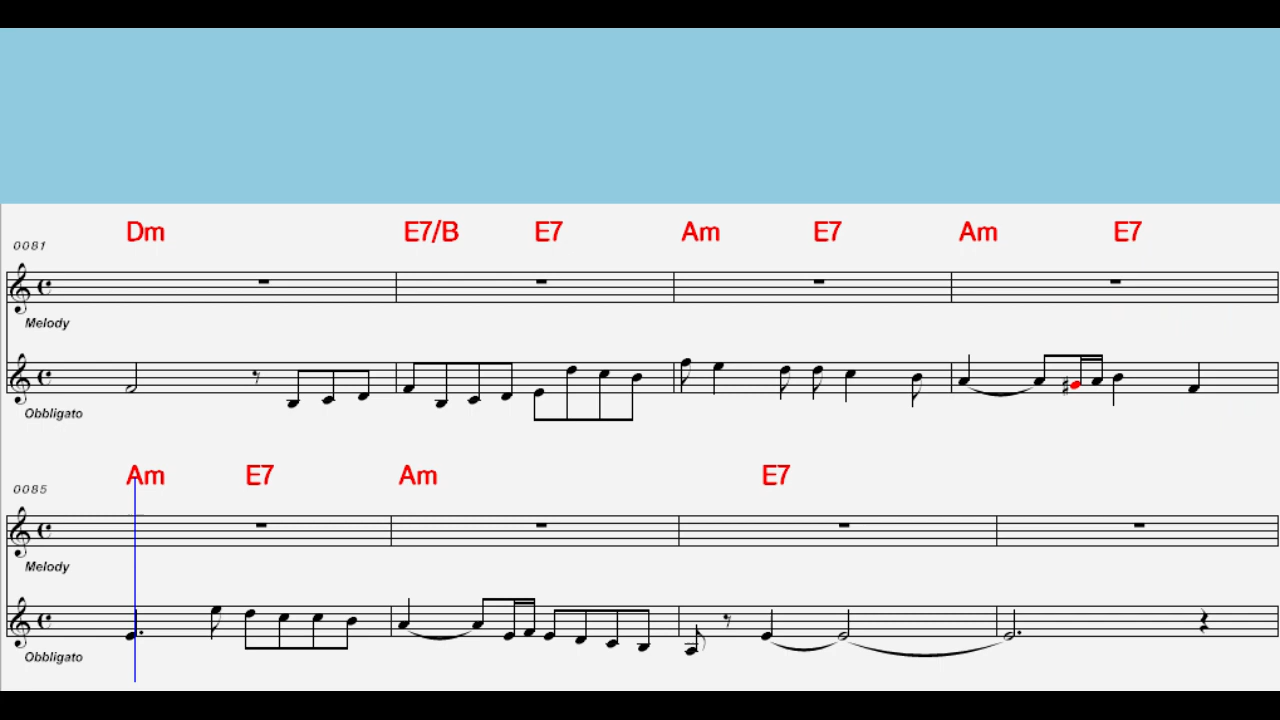 Dm E7/B E7 Am E7 Am E7
0081
Melody
Obbligato
Am E7 Am E7
0085
Melody
Obbligato